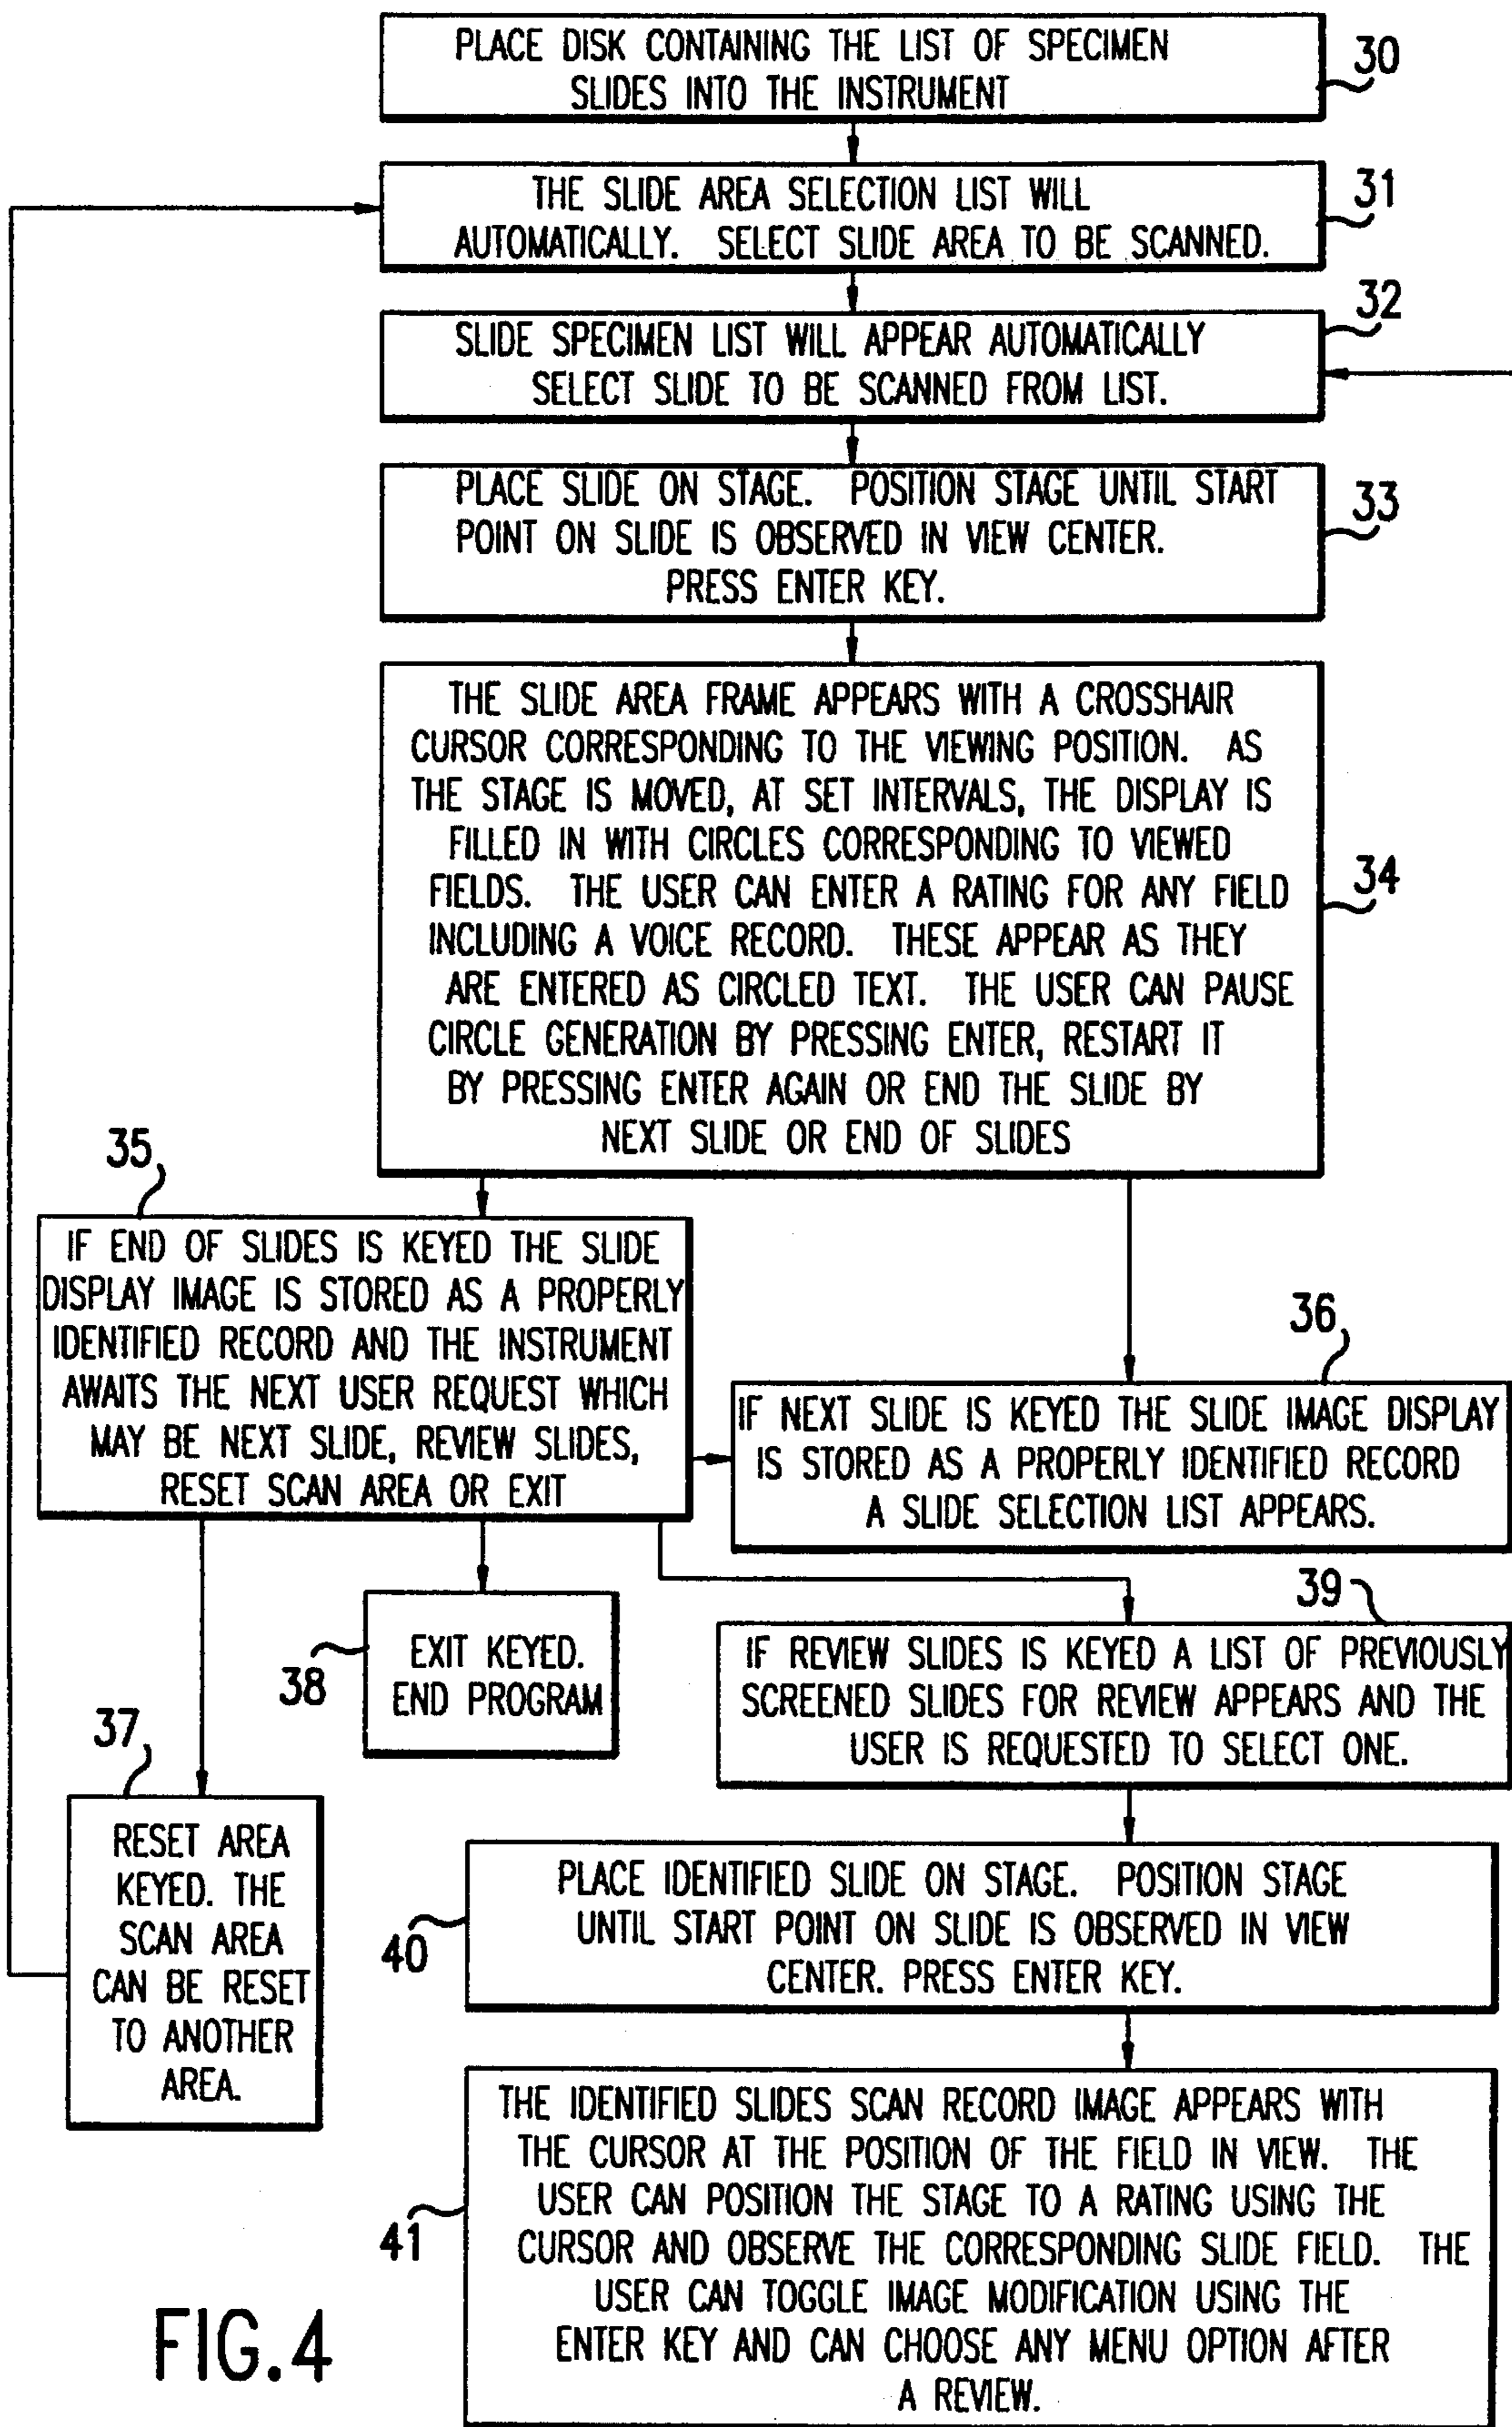 PLACE DISK CONTAINING THE LIST OF SPECIMEN
SLIDES INTO THE INSTRUMENT
30
THE SLIDE AREA SELECTION LIST WILL
AUTOMATICALLY. SELECT SLIDE AREA TO BE SCANNED.
31
SLIDE SPECIMEN LIST WILL APPEAR AUTOMATICALLY
SELECT SLIDE TO BE SCANNED FROM LIST.
32
PLACE SLIDE ON STAGE. POSITION STAGE UNTIL START
POINT ON SLIDE IS OBSERVED IN VIEW CENTER.
PRESS ENTER KEY.
33
THE SLIDE AREA FRAME APPEARS WITH A CROSSHAIR
CURSOR CORRESPONDING TO THE VIEWING POSITION. AS
THE STAGE IS MOVED, AT SET INTERVALS, THE DISPLAY IS
FILLED IN WITH CIRCLES CORRESPONDING TO VIEWED
FIELDS. THE USER CAN ENTER A RATING FOR ANY FIELD
INCLUDING A VOICE RECORD. THESE APPEAR AS THEY
ARE ENTERED AS CIRCLED TEXT. THE USER CAN PAUSE
CIRCLE GENERATION BY PRESSING ENTER, RESTART IT
BY PRESSING ENTER AGAIN OR END THE SLIDE BY
NEXT SLIDE OR END OF SLIDES
34
35
IF END OF SLIDES IS KEYED THE SLIDE
DISPLAY IMAGE IS STORED AS A PROPERLY
IDENTIFIED RECORD AND THE INSTRUMENT
AWAITS THE NEXT USER REQUEST WHICH
MAY BE NEXT SLIDE, REVIEW SLIDES,
RESET SCAN AREA OR EXIT
36
IF NEXT SLIDE IS KEYED THE SLIDE IMAGE DISPLAY
IS STORED AS A PROPERLY IDENTIFIED RECORD
A SLIDE SELECTION LIST APPEARS.
37
RESET AREA
KEYED. THE
SCAN AREA
CAN BE RESET
TO ANOTHER
AREA.
38
EXIT KEYED.
END PROGRAM
39
IF REVIEW SLIDES IS KEYED A LIST OF PREVIOUSLY
SCREENED SLIDES FOR REVIEW APPEARS AND THE
USER IS REQUESTED TO SELECT ONE.
40
PLACE IDENTIFIED SLIDE ON STAGE. POSITION STAGE
UNTIL START POINT ON SLIDE IS OBSERVED IN VIEW
CENTER. PRESS ENTER KEY.
41
THE IDENTIFIED SLIDES SCAN RECORD IMAGE APPEARS WITH
THE CURSOR AT THE POSITION OF THE FIELD IN VIEW. THE
USER CAN POSITION THE STAGE TO A RATING USING THE
CURSOR AND OBSERVE THE CORRESPONDING SLIDE FIELD. THE
USER CAN TOGGLE IMAGE MODIFICATION USING THE
ENTER KEY AND CAN CHOOSE ANY MENU OPTION AFTER
A REVIEW.
FIG.4